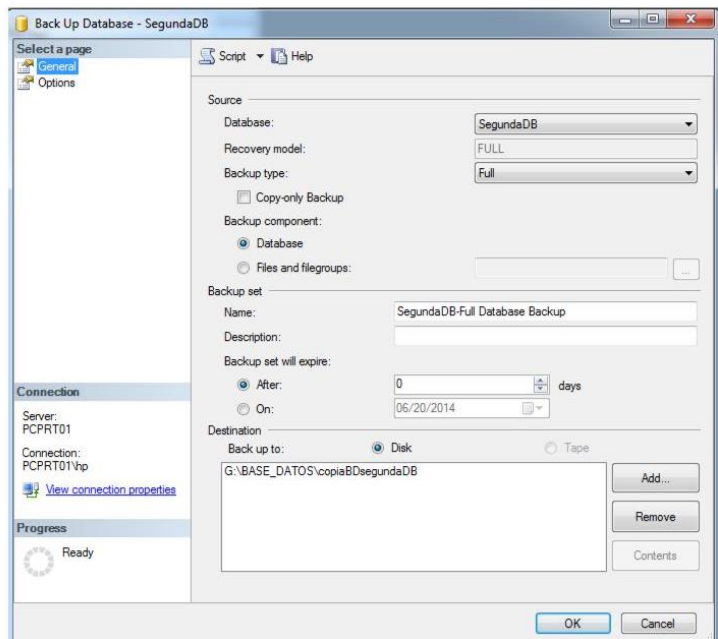 Back Up Database - SegundaDB
Select a page
General
Options
Script Help
Source
Database: SegundaDB
Recovery model: FULL
Backup type: Full
Copy-only Backup
Backup component:
Database
Files and filegroups: ...
Backup set
Name: SegundaDB-Full Database Backup
Description:
Backup set will expire:
After: 0 days
On: 06/20/2014
Destination
Back up to: Disk Tape
G:\BASE_DATOS\copiaBDsegundaDB
Add...
Remove
Contents
Connection
Server:
PCPRT01
Connection:
PCPRT01\hp
View connection properties
Progress
Ready
OK Cancel